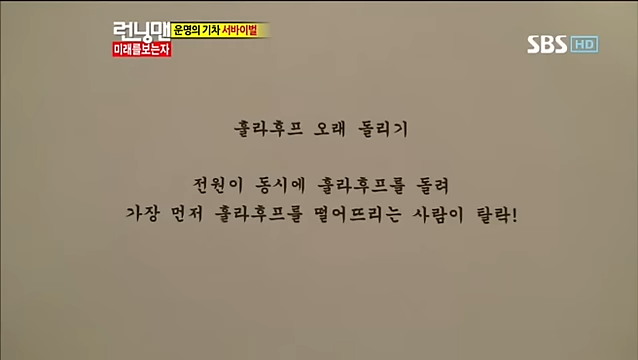 런닝맨 운명의 기차 서바이벌
미래를보는자
SBS HD
훌라후프 오래 돌리기
전원이 동시에 훌라후프를 돌려
가장 먼저 훌라후프를 떨어뜨리는 사람이 탈락!